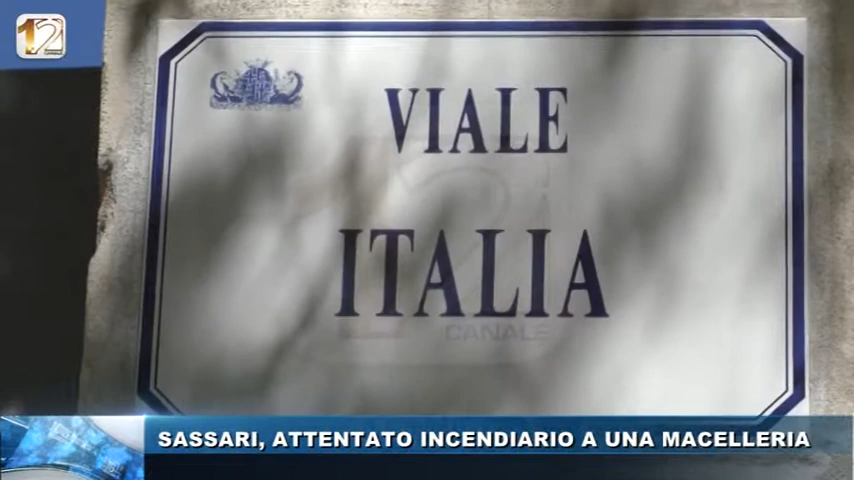 12
VIALE
ITALIA
CANALE
SASSARI, ATTENTATO INCENDIARIO A UNA MACELLERIA